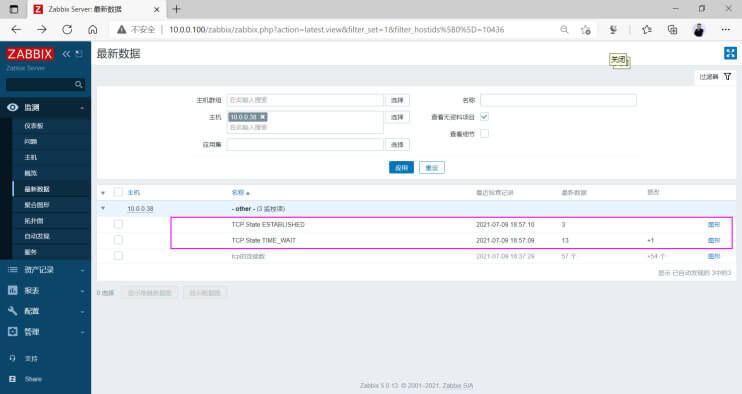 Zabbix Server: 最新数据
不安全 10.0.0.100/zabbix/zabbix.php?action=latest.view&filter_set=1&filter_hostids%5B0%5D=10436
ZABBIX
最新数据
关闭
Zabbix Server
过滤器
监测
仪表板
问题
主机
概览
最新数据
聚合图形
拓扑图
自动发现
服务
资产记录
报表
配置
管理
支持
Share
主机群组 在此输入搜索 选择
名称
主机 10.0.0.38 选择
在此输入搜索
查看无资料项目
查看细节
应用集 选择
应用 重设
主机 名称 最近检查记录 最新数据 更改
10.0.0.38 - other - (3 监控项)
TCP State ESTABLISHED 2021-07-09 18:57:10 3 图形
TCP State TIME_WAIT 2021-07-09 18:57:09 13 +1 图形
tcp的连接数 2021-07-09 18:37:29 57 个 +54 个 图形
显示 已自动发现的 3中的3
0 选择 显示堆叠数据图 显示数据图
Zabbix 5.0.13. © 2001–2021, Zabbix SIA